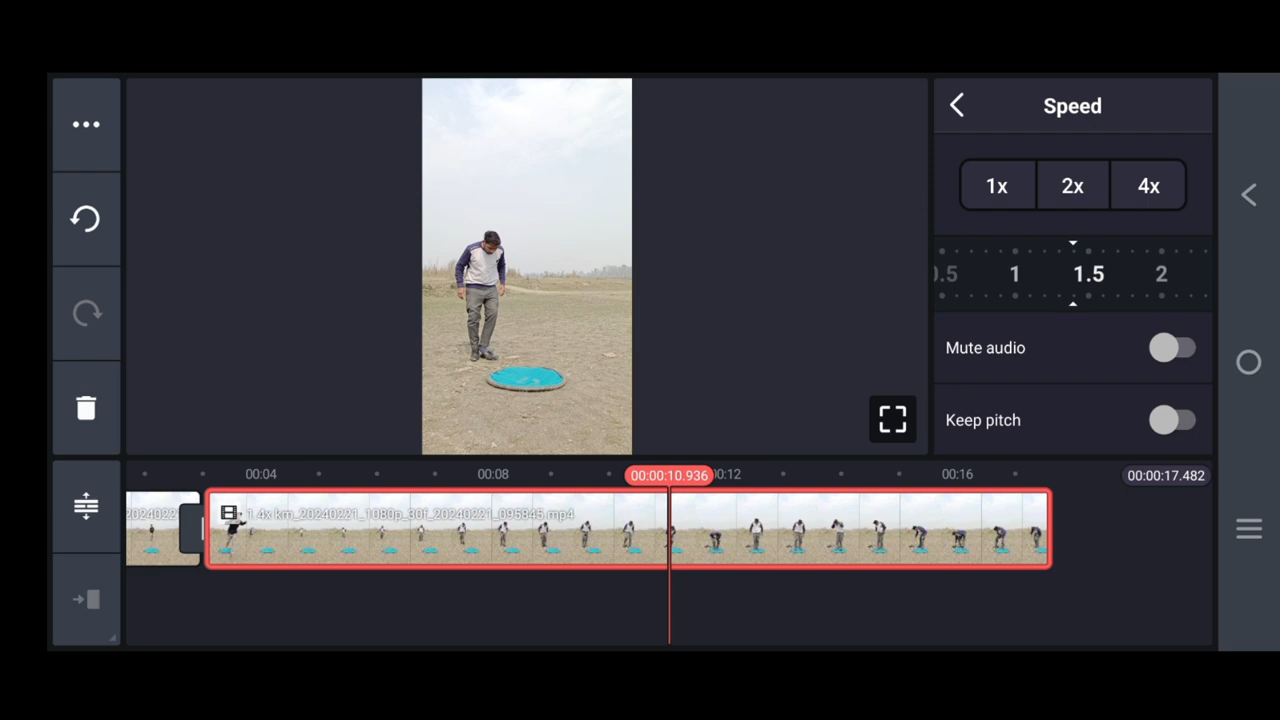 Speed
1x 2x 4x
0.5 1 1.5 2
Mute audio
Keep pitch
00:04 00:08 00:00:10.936 00:12 00:16 00:00:17.482
2024022 1.4x km_20240221_1080p_30f_20240221_095845.mp4